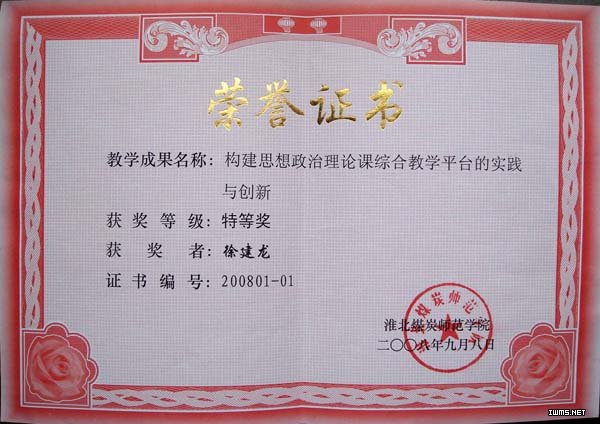 荣誉证书
教学成果名称：构建思想政治理论课综合教学平台的实践
与创新
获奖等级：特等奖
获奖者：徐建龙
证书编号：200801-01
淮北煤炭师范学院
二〇〇八年九月八日
IWMS.NET